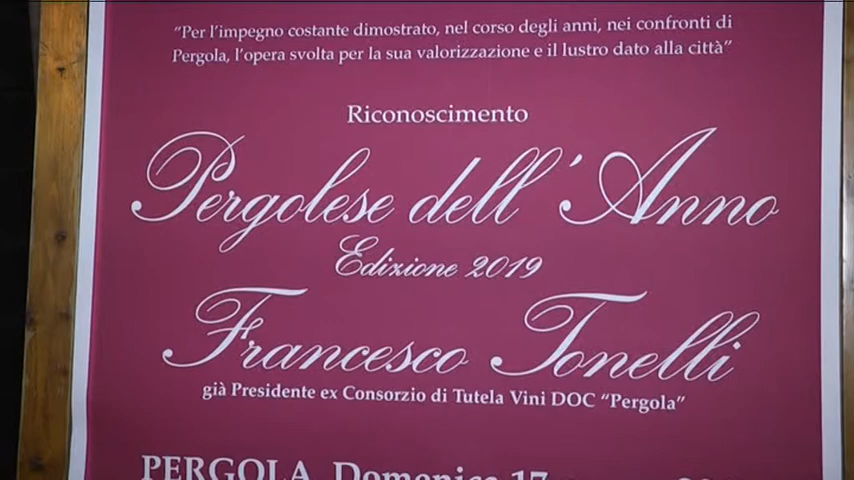 “Per l’impegno costante dimostrato, nel corso degli anni, nei confronti di
Pergola, l’opera svolta per la sua valorizzazione e il lustro dato alla città”
Riconoscimento
Pergolese dell’Anno
Edizione 2019
Francesco Tonelli
già Presidente ex Consorzio di Tutela Vini DOC “Pergola”
PERGOLA, Domenica 17